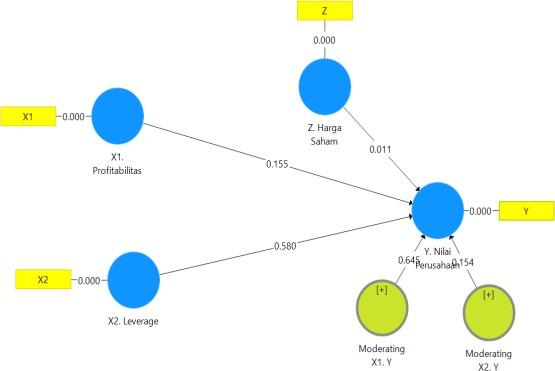 Z
0.000
X1
0.000
X1.
Profitabilitas
Z. Harga
Saham
0.155
0.011
0.000
Y
0.580
Y. Nilai
Perusahaan
0.645
0.154
X2
0.000
X2. Leverage
[+]
[+]
Moderating
X1. Y
Moderating
X2. Y